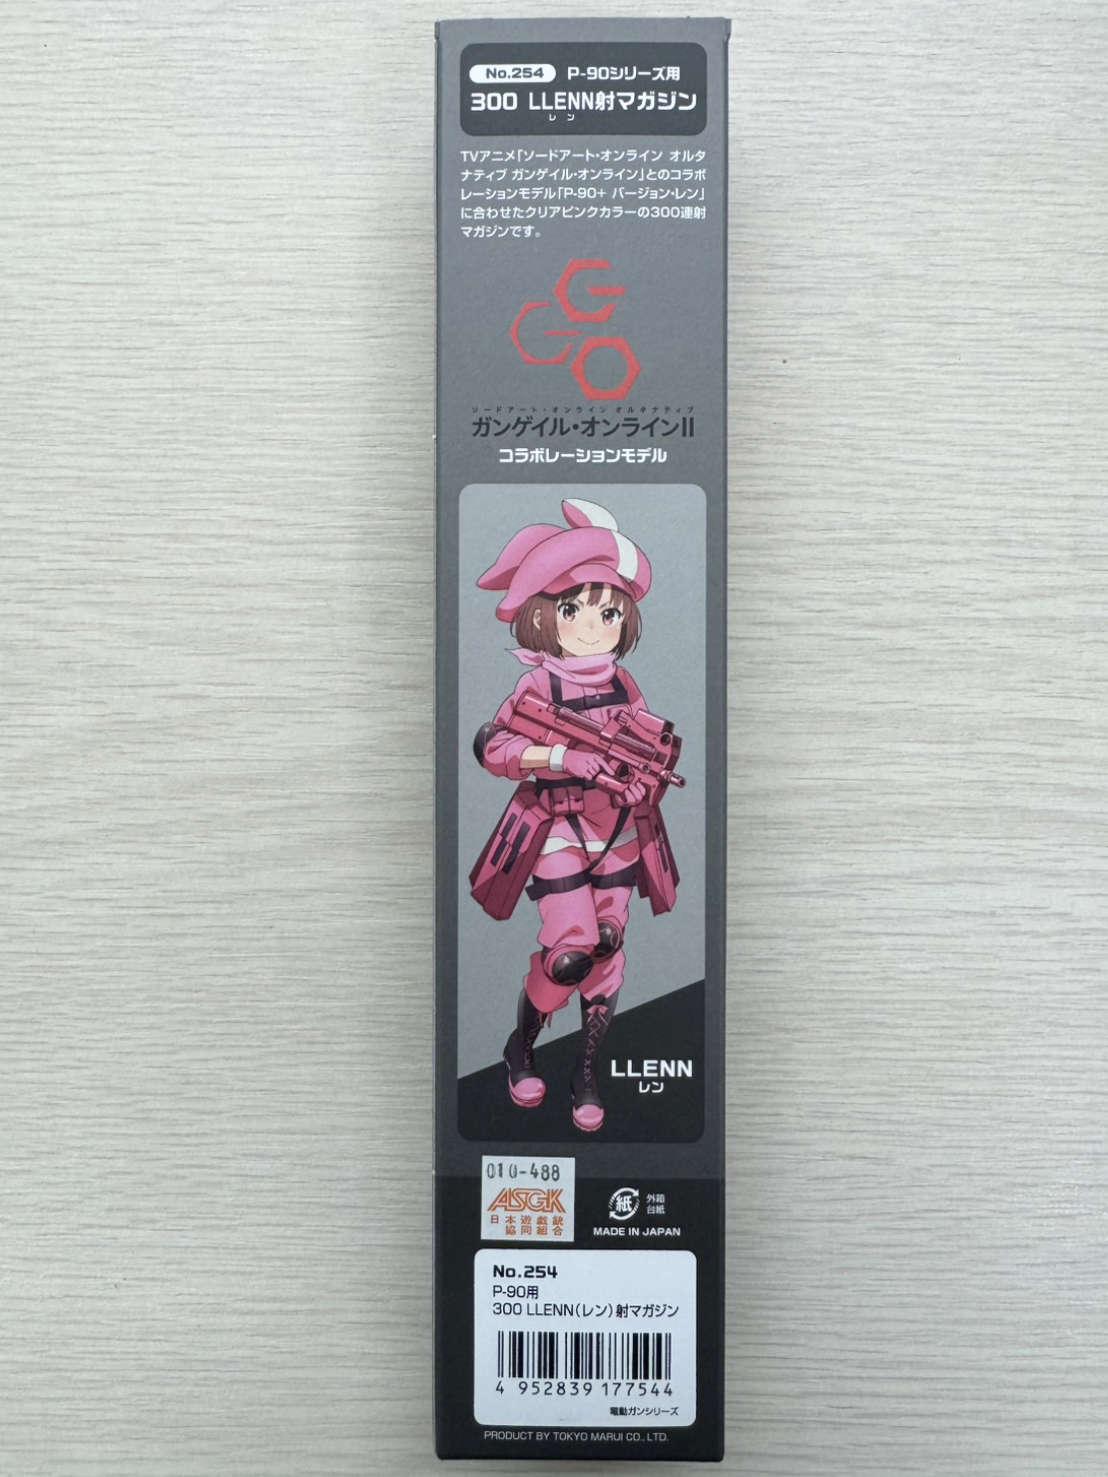 No.254 P-90シリーズ用
300 LLENN射マガジン
レン
TVアニメ「ソードアート・オンライン オルタ
ナティブ ガンゲイル・オンライン」とのコラボ
レーションモデル「P-90+ バージョン・レン」
に合わせたクリアピンクカラーの300連射
マガジンです。
GGO
ソードアート・オンライン オルタナティブ
ガンゲイル・オンラインII
コラボレーションモデル
LLENN
レン
010-488
ASGK
日本遊戯銃
協同組合
紙
外箱
台紙
MADE IN JAPAN
No.254
P-90用
300 LLENN(レン)射マガジン
4 952839 177544
電動ガンシリーズ
PRODUCT BY TOKYO MARUI CO., LTD.